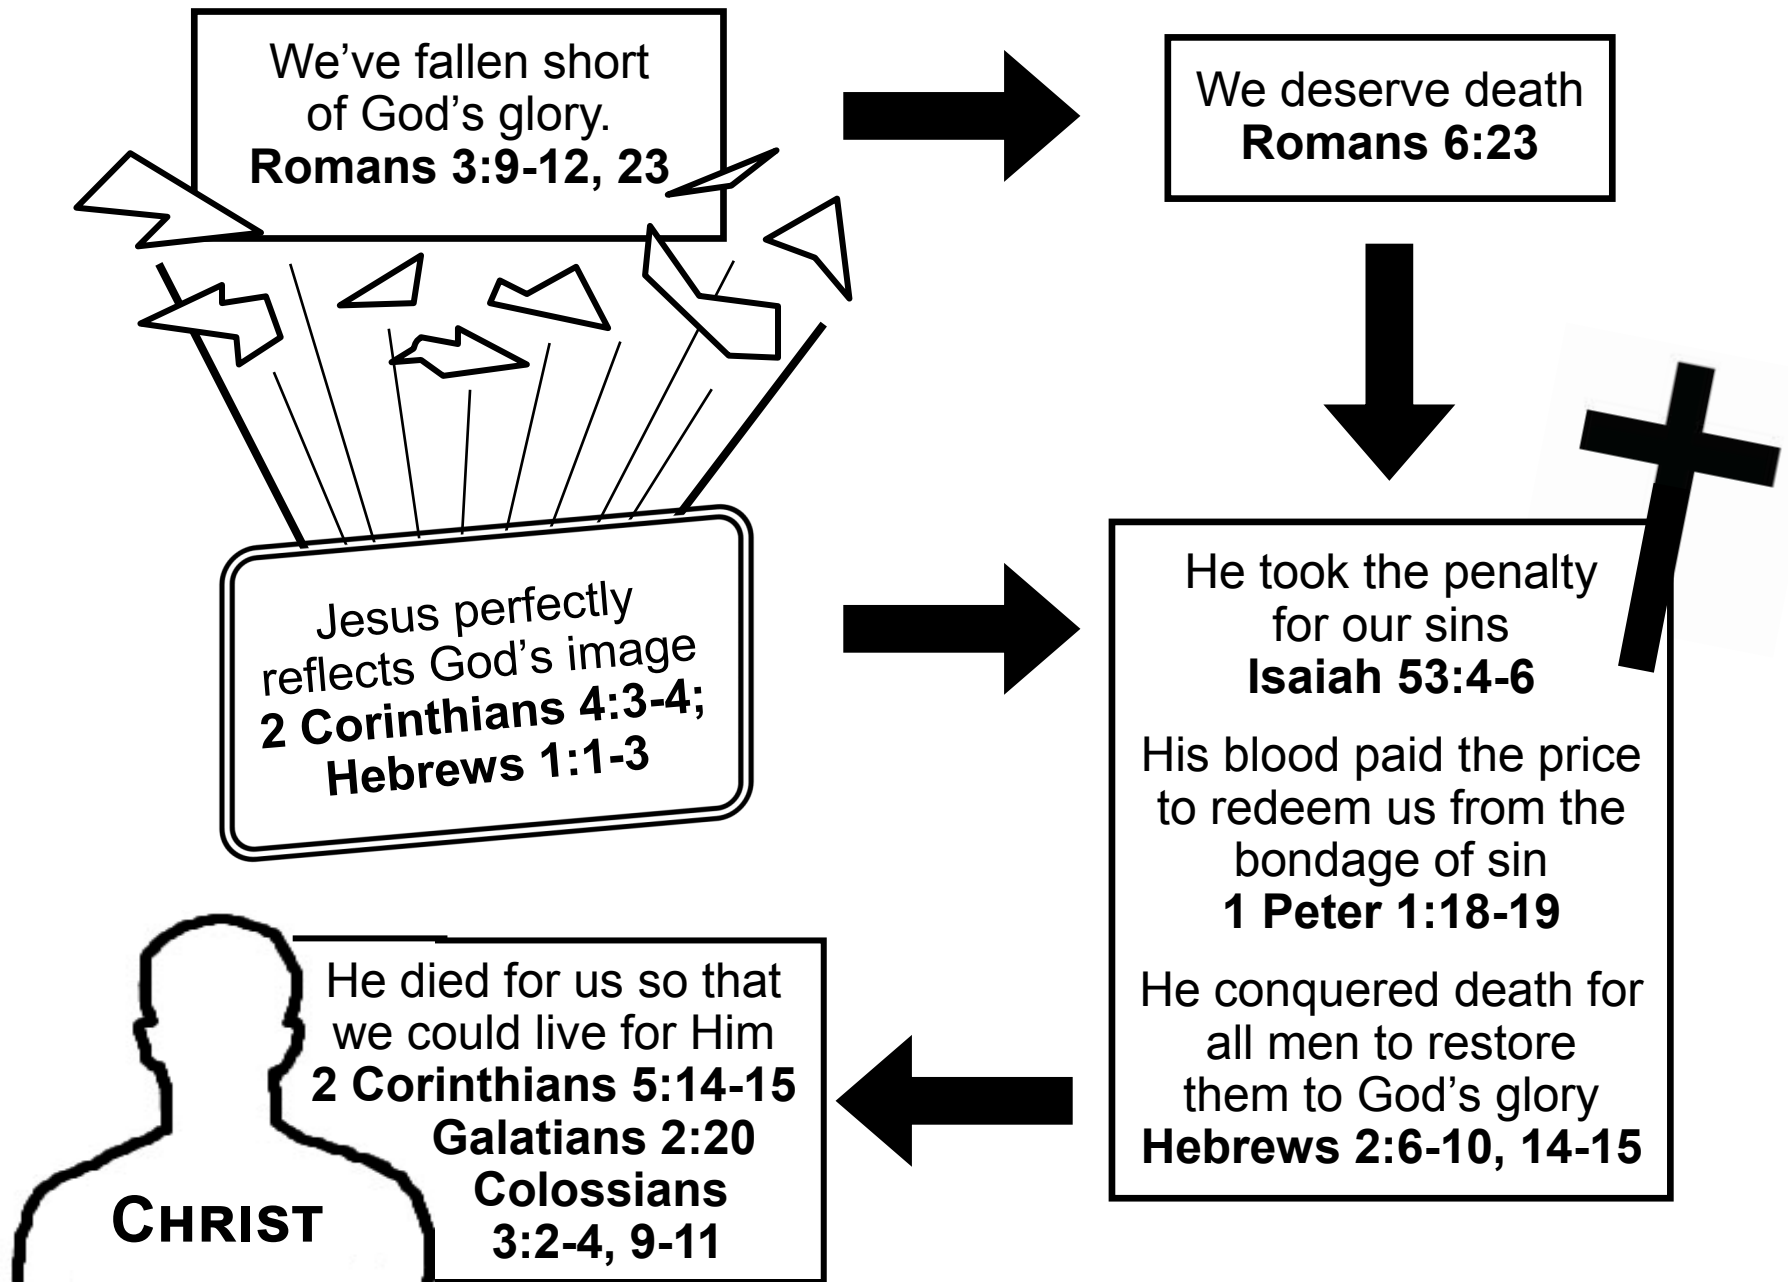 We've fallen short
of God's glory.
Romans 3:9-12, 23
We deserve death
Romans 6:23
Jesus perfectly
reflects God's image
2 Corinthians 4:3-4;
Hebrews 1:1-3
He took the penalty
for our sins
Isaiah 53:4-6
His blood paid the price
to redeem us from the
bondage of sin
1 Peter 1:18-19
He conquered death for
all men to restore
them to God's glory
Hebrews 2:6-10, 14-15
He died for us so that
we could live for Him
2 Corinthians 5:14-15
Galatians 2:20
Colossians
3:2-4, 9-11
CHRIST